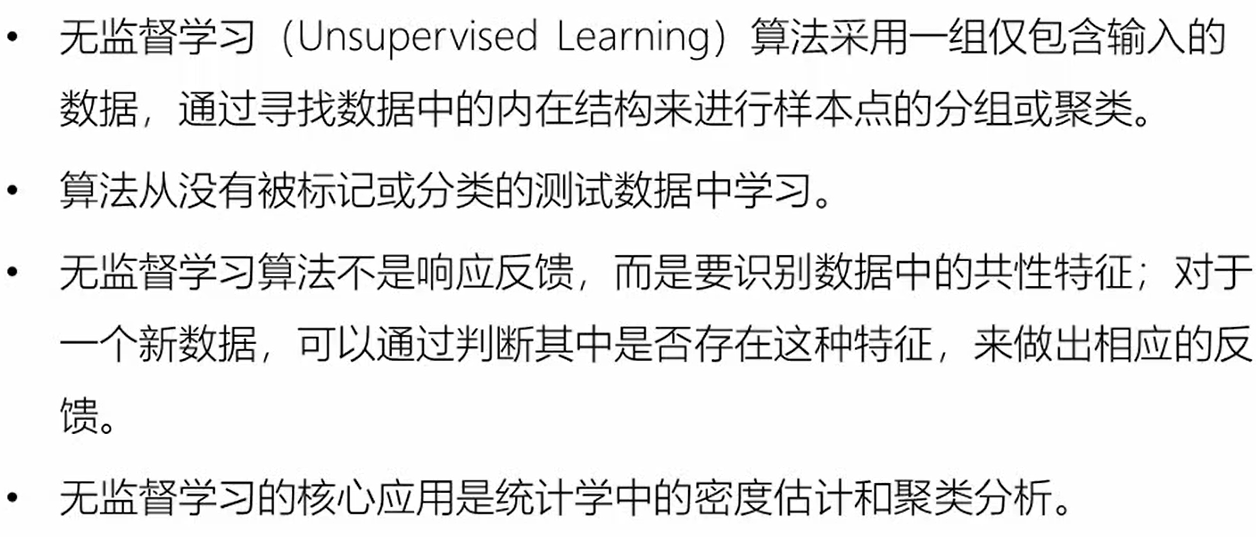 • 无监督学习（Unsupervised Learning）算法采用一组仅包含输入的
数据，通过寻找数据中的内在结构来进行样本点的分组或聚类。
• 算法从没有被标记或分类的测试数据中学习。
• 无监督学习算法不是响应反馈，而是要识别数据中的共性特征；对于
一个新数据，可以通过判断其中是否存在这种特征，来做出相应的反
馈。
• 无监督学习的核心应用是统计学中的密度估计和聚类分析。